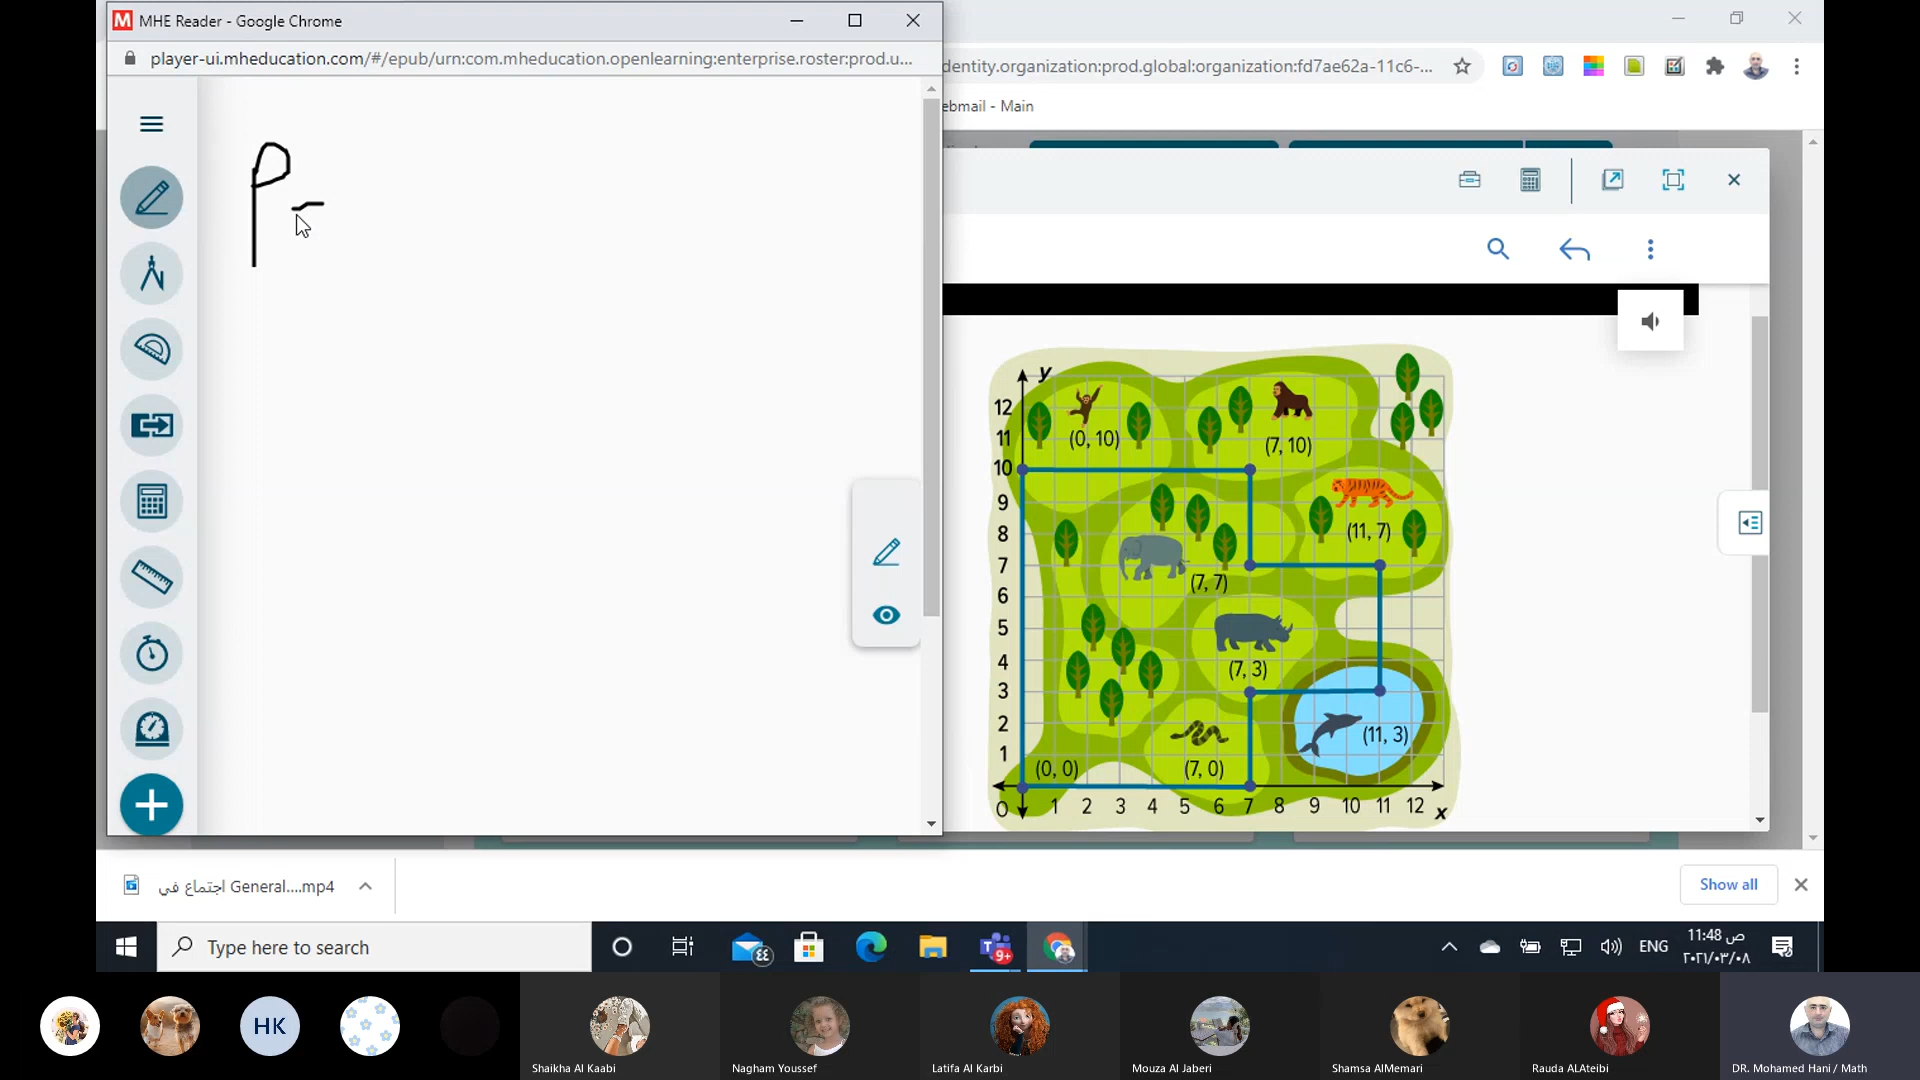 MHE Reader - Google Chrome
player-ui.mheducation.com/#/epub/urn:com.mheducation.openlearning:enterprise.roster:prod.u...
dentity.organization:prod.global:organization:fd7ae62a-11c6-...
ebmail - Main
P
y
12
(0, 10)
11
(7, 10)
10
9
(11, 7)
8
7
(7, 7)
6
5
4
(7, 3)
3
2
(11, 3)
1
(0, 0)
(7, 0)
O 1 2 3 4 5 6 7 8 9 10 11 12 x
اجتماع في General....mp4
Show all
Type here to search
٤٤
9+
ENG
11:48 ص
٢٠٢١/٠٣/٠٨
HK
Shaikha Al Kaabi
Nagham Youssef
Latifa Al Karbi
Mouza Al Jaberi
Shamsa AlMemari
Rauda ALAteibi
DR. Mohamed Hani / Math